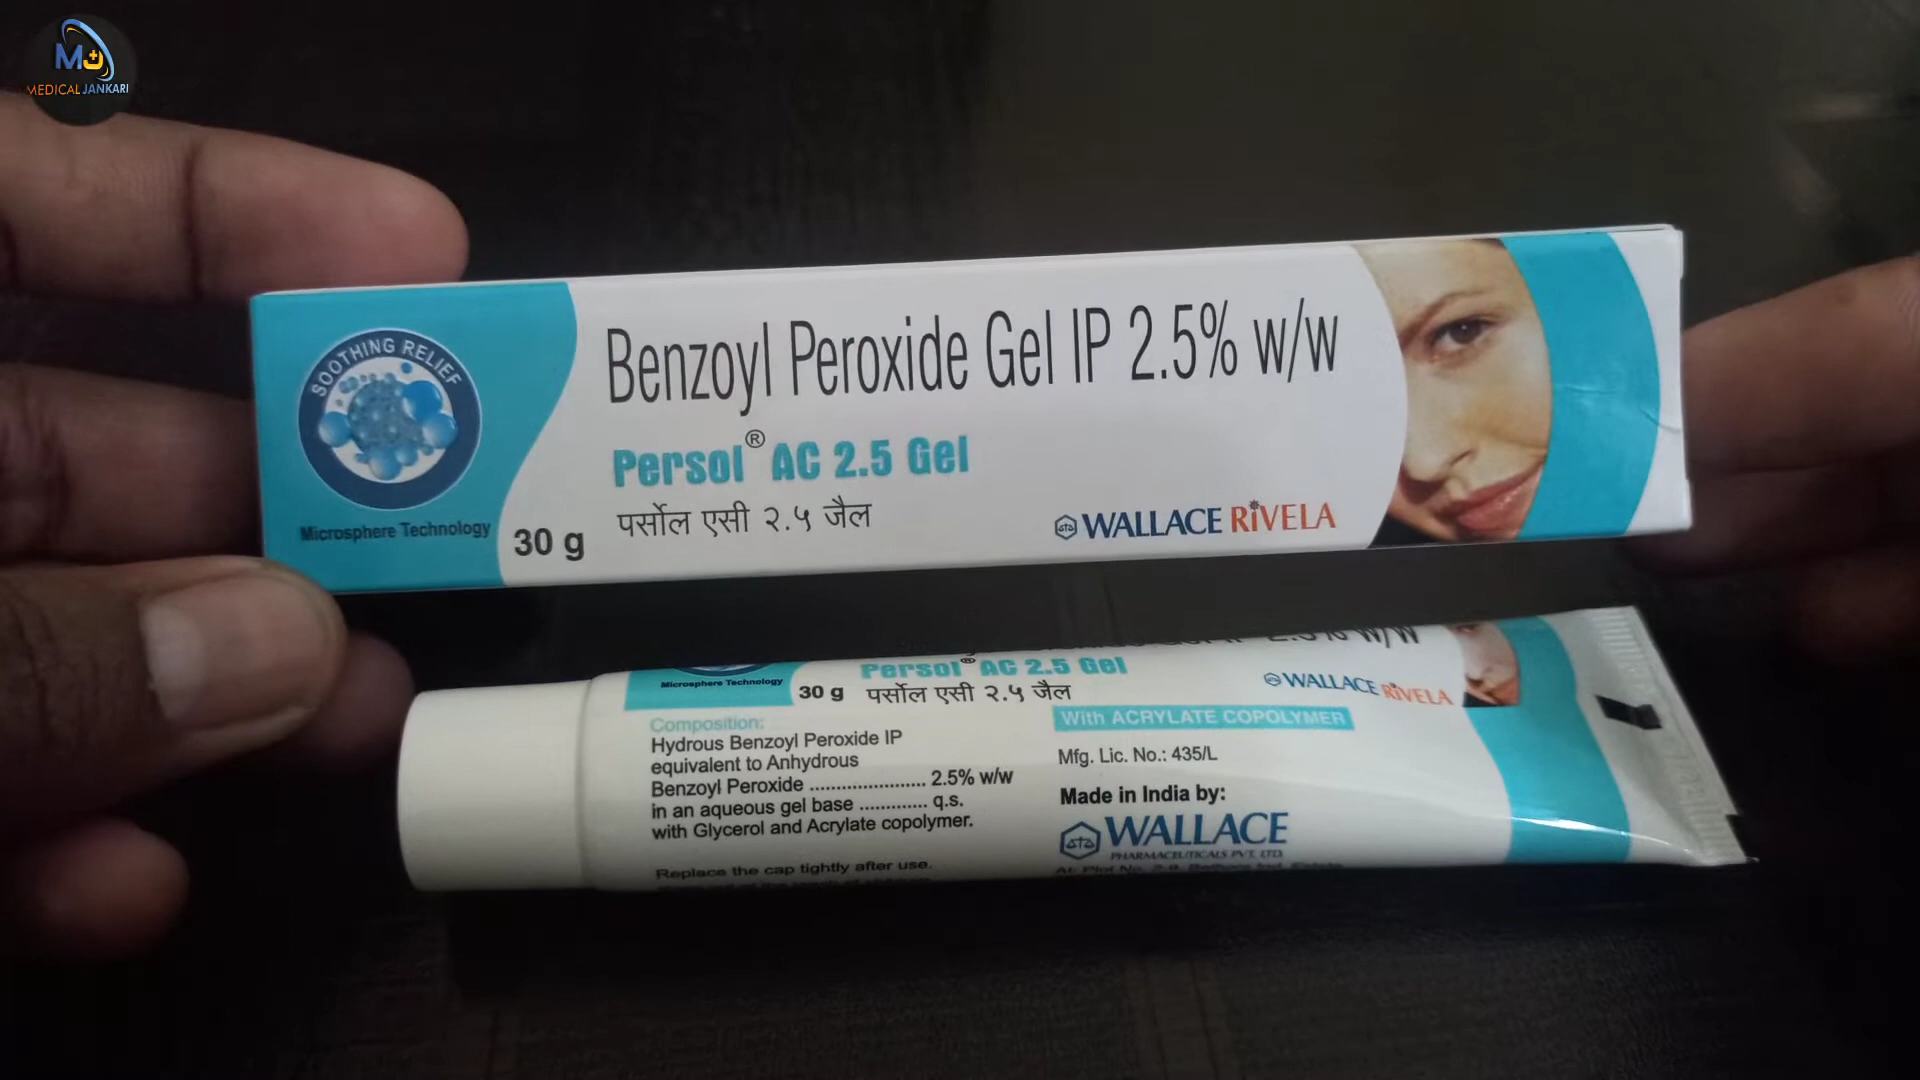 MJ
MEDICAL JANKARI
SOOTHING RELIEF
Microsphere Technology
30 g
Benzoyl Peroxide Gel IP 2.5% w/w
Persol® AC 2.5 Gel
पर्सोल एसी २.५ जैल
WALLACE RiVELA
2.5% w/w
Persol® AC 2.5 Gel
Microsphere Technology
30 g पर्सोल एसी २.५ जैल
WALLACE RiVELA
Composition:
Hydrous Benzoyl Peroxide IP
equivalent to Anhydrous
Benzoyl Peroxide ...................... 2.5% w/w
in an aqueous gel base ............. q.s.
with Glycerol and Acrylate copolymer.
Replace the cap tightly after use.
With ACRYLATE COPOLYMER
Mfg. Lic. No.: 435/L
Made in India by:
WALLACE
PHARMACEUTICALS PVT. LTD.